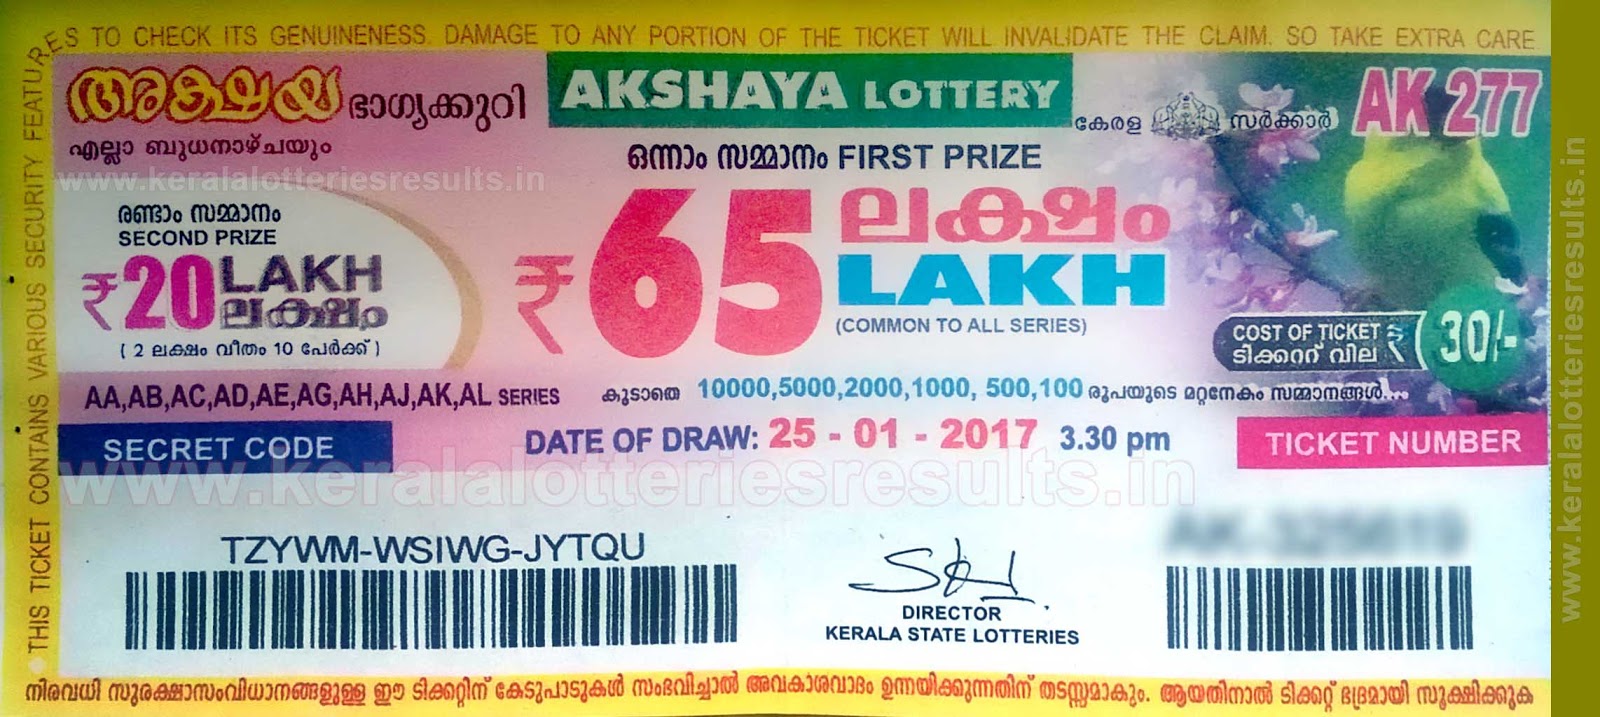 THIS TICKET CONTAINS VARIOUS SECURITY FEATURES TO CHECK ITS GENUINENESS. DAMAGE TO ANY PORTION OF THE TICKET WILL INVALIDATE THE CLAIM. SO TAKE EXTRA CARE
അക്ഷയ ഭാഗ്യക്കുറി
എല്ലാ ബുധനാഴ്ചയും
AKSHAYA LOTTERY
കേരള സർക്കാർ
AK 277
www.keralalotteriesresults.in
ഒന്നാം സമ്മാനം FIRST PRIZE
₹ 65 ലക്ഷം
LAKH
(COMMON TO ALL SERIES)
രണ്ടാം സമ്മാനം
SECOND PRIZE
₹ 20 LAKH
ലക്ഷം
( 2 ലക്ഷം വീതം 10 പേർക്ക് )
COST OF TICKET
ടിക്കററ് വില ₹ 30/-
AA,AB,AC,AD,AE,AG,AH,AJ,AK,AL SERIES
കൂടാതെ 10000,5000,2000,1000, 500,100 രൂപയുടെ മറ്റനേകം സമ്മാനങ്ങൾ...
SECRET CODE
DATE OF DRAW: 25 - 01 - 2017 3.30 pm
TICKET NUMBER
www.keralalotteriesresults.in
TZYWM-WSIWG-JYTQU
DIRECTOR
KERALA STATE LOTTERIES
നിരവധി സുരക്ഷാസംവിധാനങ്ങളുള്ള ഈ ടിക്കറ്റിന് കേടുപാടുകൾ സംഭവിച്ചാൽ അവകാശവാദം ഉന്നയിക്കുന്നതിന് തടസ്സമാകും. ആയതിനാൽ ടിക്കറ്റ് ഭദ്രമായി സൂക്ഷിക്കുക
www.keralalotteriesresults.in